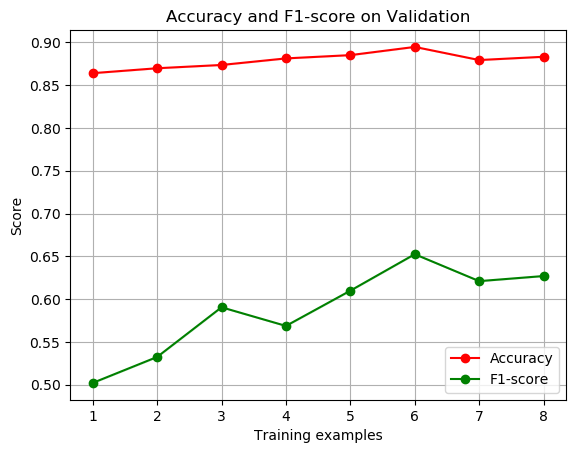 Accuracy and F1-score on Validation
0.90
0.85
0.80
0.75
0.70
0.65
0.60
0.55
0.50
Score
Accuracy
F1-score
1 2 3 4 5 6 7 8
Training examples